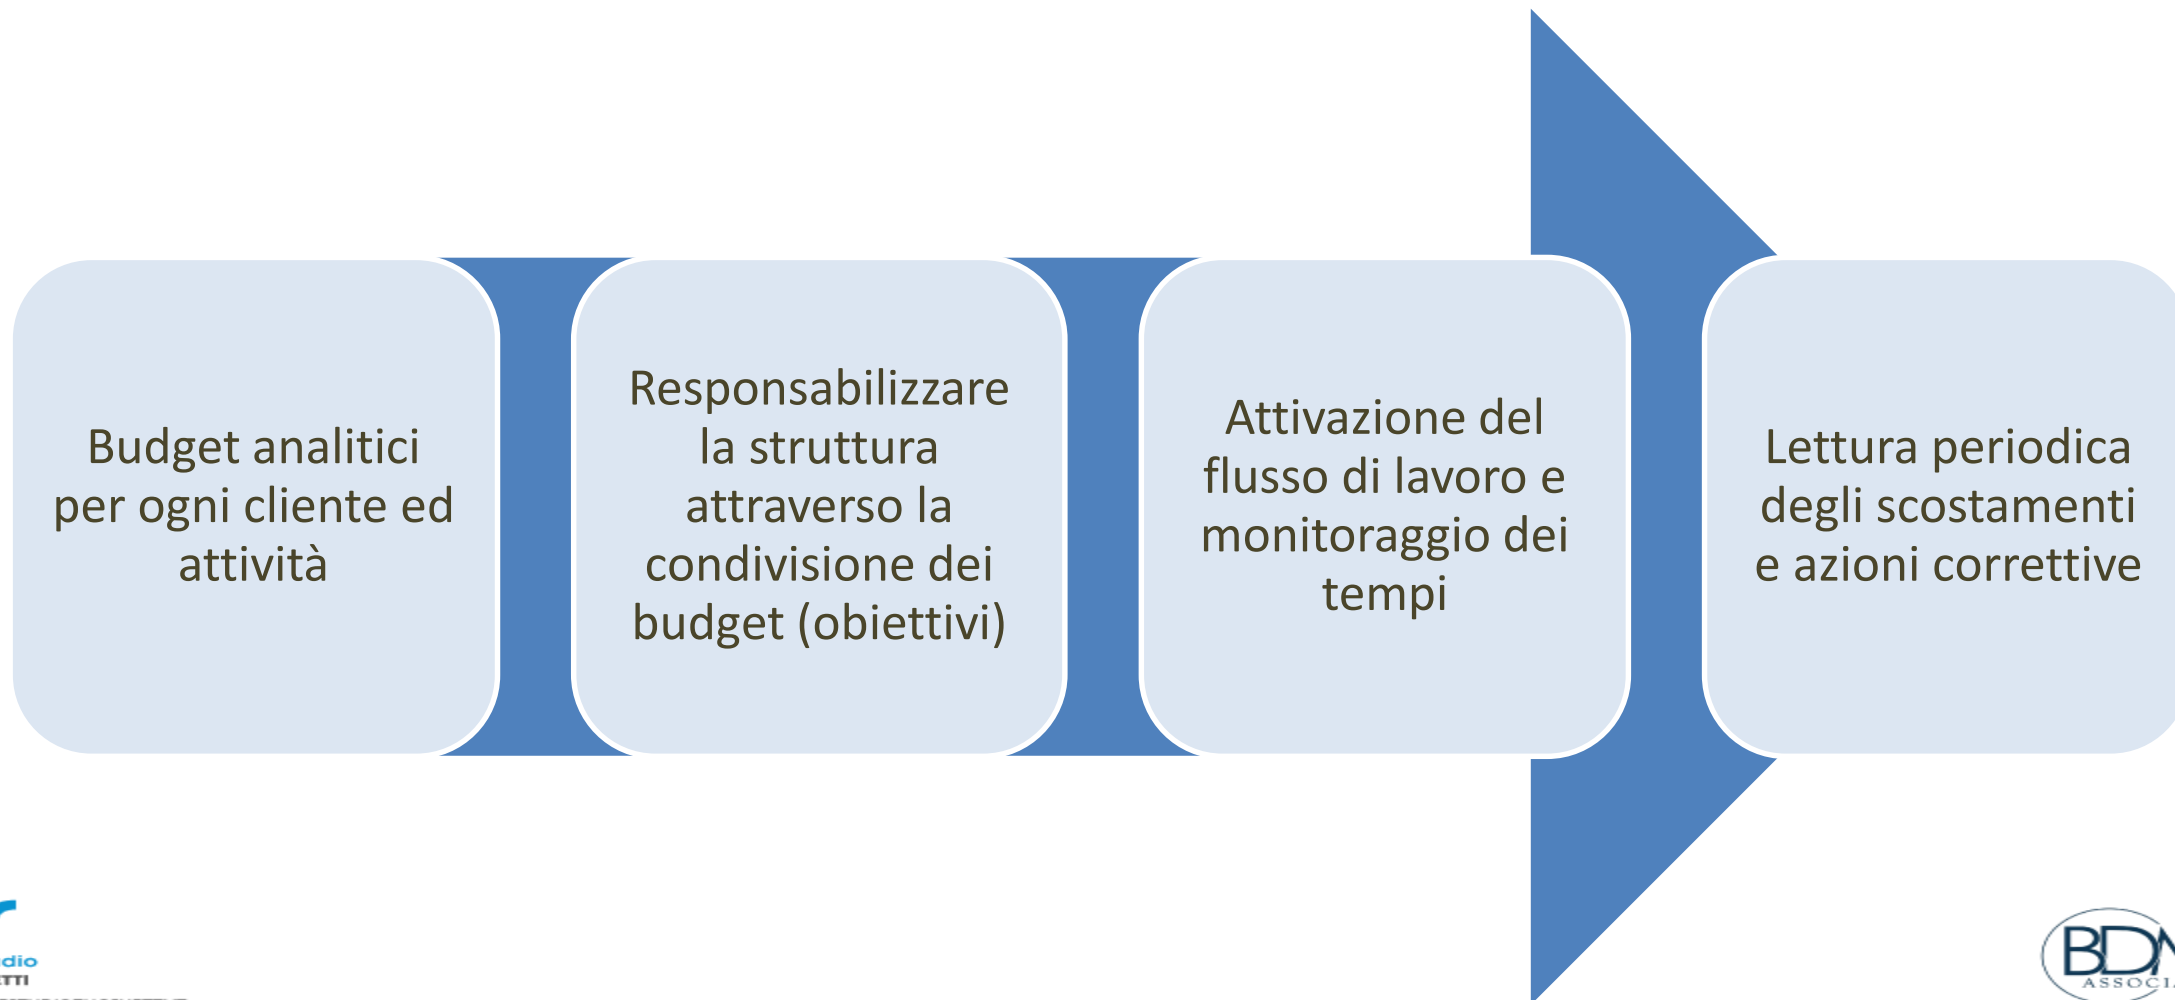 Budget analitici
per ogni cliente ed
attività
Responsabilizzare
la struttura
attraverso la
condivisione dei
budget (obiettivi)
Attivazione del
flusso di lavoro e
monitoraggio dei
tempi
Lettura periodica
degli scostamenti
e azioni correttive